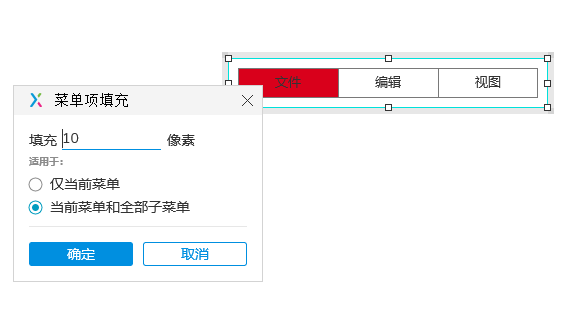 文件 编辑 视图
菜单项填充
填充 10 像素
适用于:
仅当前菜单
当前菜单和全部子菜单
确定 取消